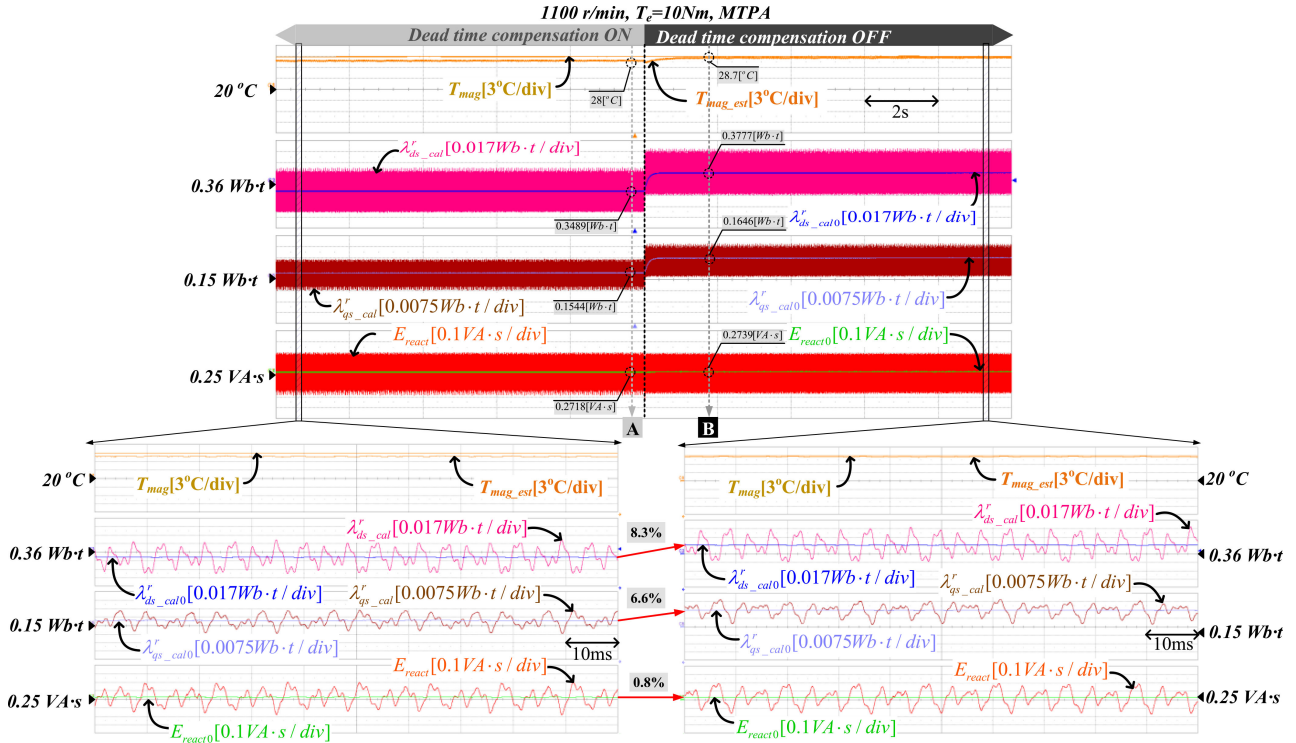 1100 r/min, Te=10Nm, MTPA
Dead time compensation ON
Dead time compensation OFF
20 °C
Tmag[3°C/div]
28[°C]
28.7[°C]
Tmag_est[3°C/div]
2s
λʳds_cal[0.017Wb·t / div]
0.3777[Wb·t]
0.36 Wb·t
0.3489[Wb·t]
λʳds_cal0[0.017Wb·t / div]
0.1646[Wb·t]
0.15 Wb·t
λʳqs_cal[0.0075Wb·t / div]
0.1544[Wb·t]
λʳqs_cal0[0.0075Wb·t / div]
Ereact[0.1VA·s / div]
0.2739[VA·s]
Ereact0[0.1VA·s / div]
0.25 VA·s
0.2718[VA·s]
A
B
20 °C
Tmag[3°C/div]
Tmag_est[3°C/div]
λʳds_cal[0.017Wb·t / div]
0.36 Wb·t
λʳds_cal0[0.017Wb·t / div]
λʳqs_cal[0.0075Wb·t / div]
0.15 Wb·t
λʳqs_cal0[0.0075Wb·t / div]
10ms
Ereact[0.1VA·s / div]
0.25 VA·s
Ereact0[0.1VA·s / div]
8.3%
6.6%
0.8%
Tmag[3°C/div]
Tmag_est[3°C/div]
20 °C
λʳds_cal[0.017Wb·t / div]
0.36 Wb·t
λʳds_cal0[0.017Wb·t / div]
λʳqs_cal[0.0075Wb·t / div]
0.15 Wb·t
λʳqs_cal0[0.0075Wb·t / div]
10ms
Ereact[0.1VA·s / div]
0.25 VA·s
Ereact0[0.1VA·s / div]